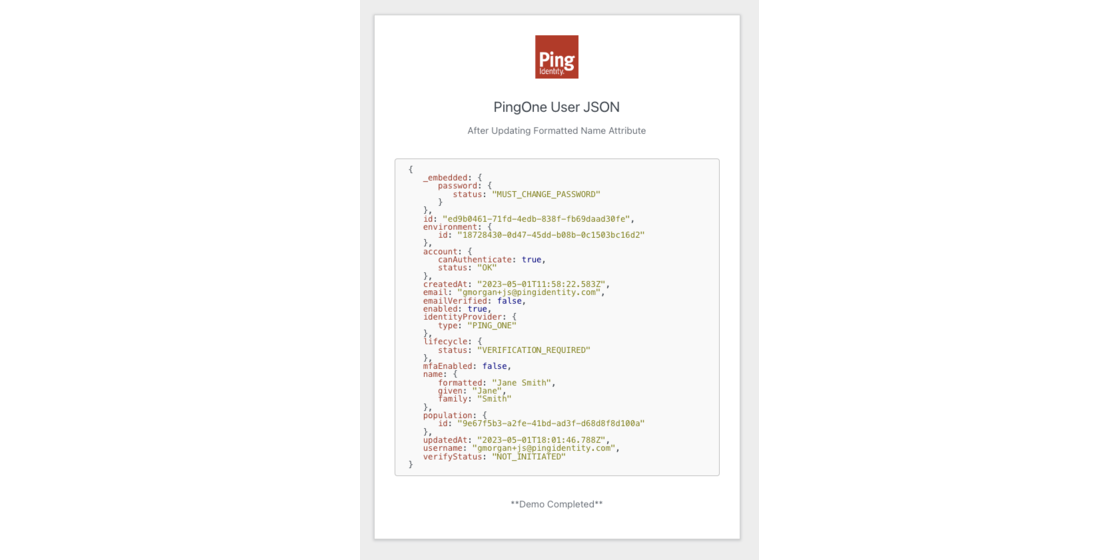 Ping
Identity.
PingOne User JSON
After Updating Formatted Name Attribute
{
_embedded: {
password: {
status: "MUST_CHANGE_PASSWORD"
}
},
id: "ed9b0461-71fd-4edb-838f-fb69daad30fe",
environment: {
id: "18728430-0d47-45dd-b08b-0c1503bc16d2"
},
account: {
canAuthenticate: true,
status: "OK"
},
createdAt: "2023-05-01T11:58:22.583Z",
email: "gmorgan+js@pingidentity.com",
emailVerified: false,
enabled: true,
identityProvider: {
type: "PING_ONE"
},
lifecycle: {
status: "VERIFICATION_REQUIRED"
},
mfaEnabled: false,
name: {
formatted: "Jane Smith",
given: "Jane",
family: "Smith"
},
population: {
id: "9e67f5b3-a2fe-41bd-ad3f-d68d8f8d100a"
},
updatedAt: "2023-05-01T18:01:46.788Z",
username: "gmorgan+js@pingidentity.com",
verifyStatus: "NOT_INITIATED"
}
**Demo Completed**